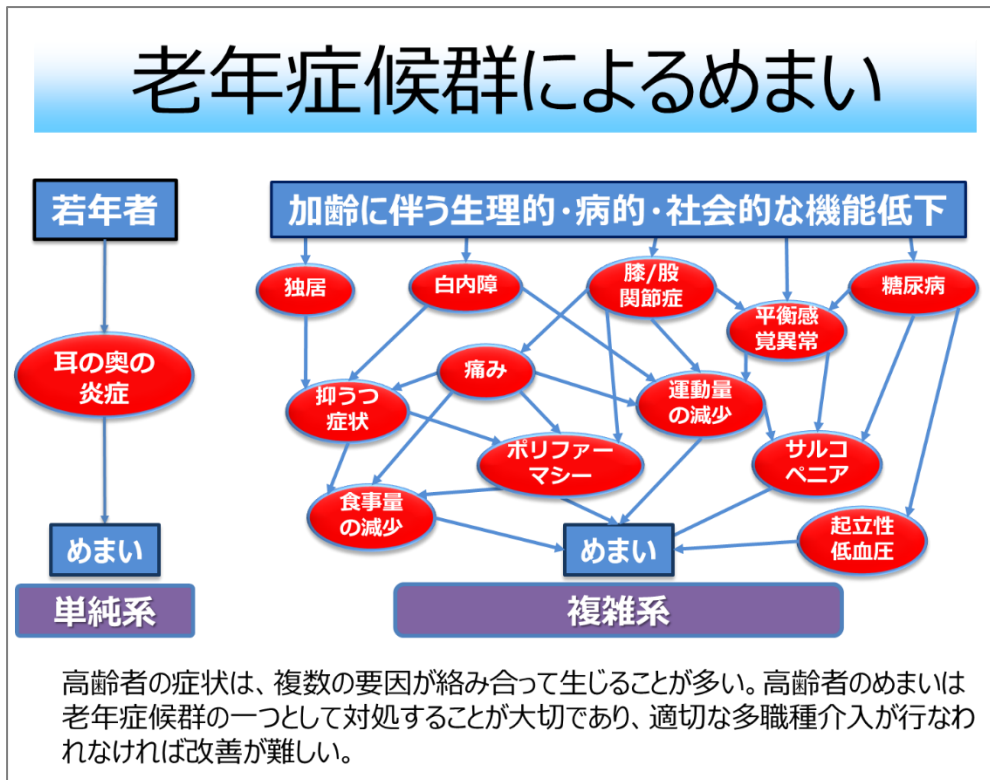 老年症候群によるめまい
若年者
加齢に伴う生理的・病的・社会的な機能低下
独居
白内障
膝/股
関節症
糖尿病
平衡感
覚異常
耳の奥の
炎症
痛み
抑うつ
症状
運動量
の減少
ポリファー
マシー
サルコ
ペニア
食事量
の減少
起立性
低血圧
めまい
めまい
単純系
複雑系
高齢者の症状は、複数の要因が絡み合って生じることが多い。高齢者のめまいは
老年症候群の一つとして対処することが大切であり、適切な多職種介入が行なわ
れなければ改善が難しい。